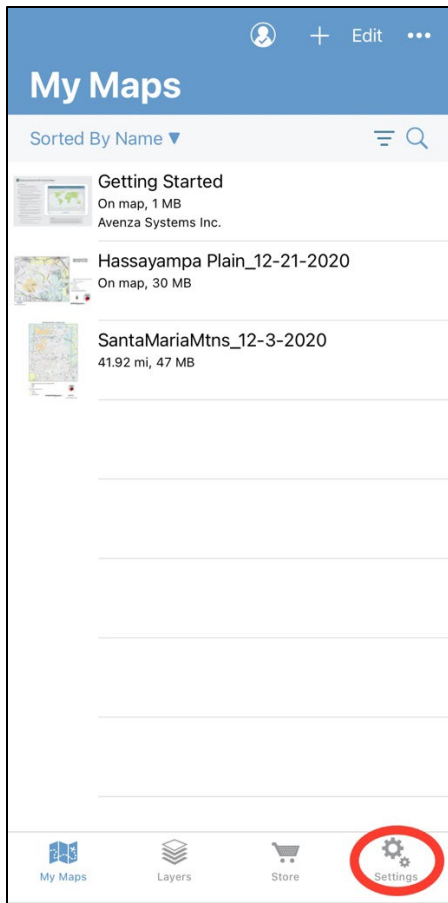 Edit
My Maps
Sorted By Name ▼
Getting Started
On map, 1 MB
Avenza Systems Inc.
Hassayampa Plain_12-21-2020
On map, 30 MB
SantaMariaMtns_12-3-2020
41.92 mi, 47 MB
My Maps
Layers
Store
Settings